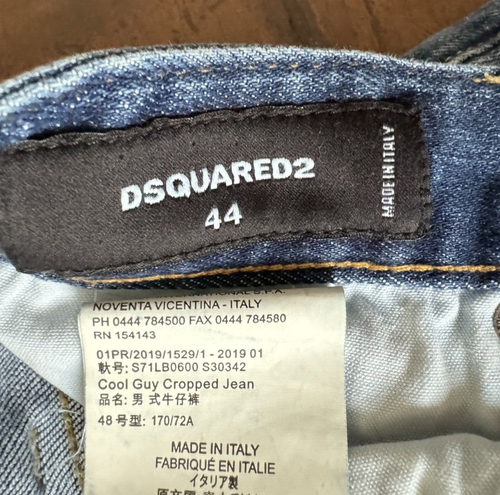 DSQUARED2
44
MADE IN ITALY
NOVENTA VICENTINA - ITALY
PH 0444 784500 FAX 0444 784580
RN 154143
01PR/2019/1529/1 - 2019 01
款号: S71LB0600 S30342
Cool Guy Cropped Jean
品名: 男 式牛仔裤
48 号型: 170/72A
MADE IN ITALY
FABRIQUÉ EN ITALIE
イタリア製